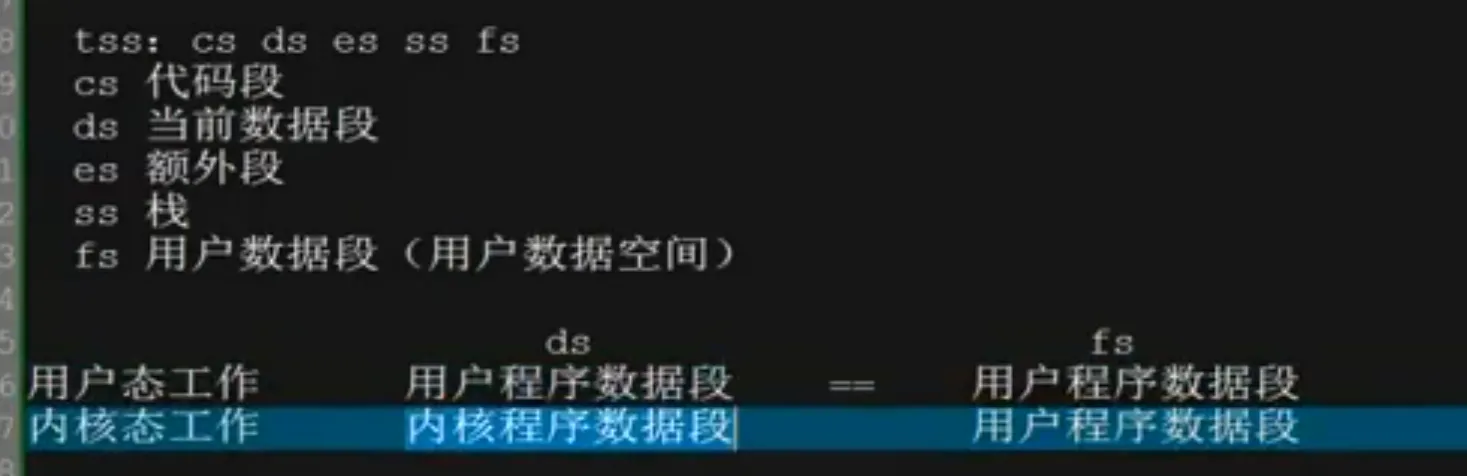 8 tss: cs ds es ss fs
9 cs 代码段
0 ds 当前数据段
1 es 额外段
2 ss 栈
3 fs 用户数据段（用户数据空间）
4
5 ds fs
6 用户态工作 用户程序数据段 == 用户程序数据段
7 内核态工作 内核程序数据段 用户程序数据段
8